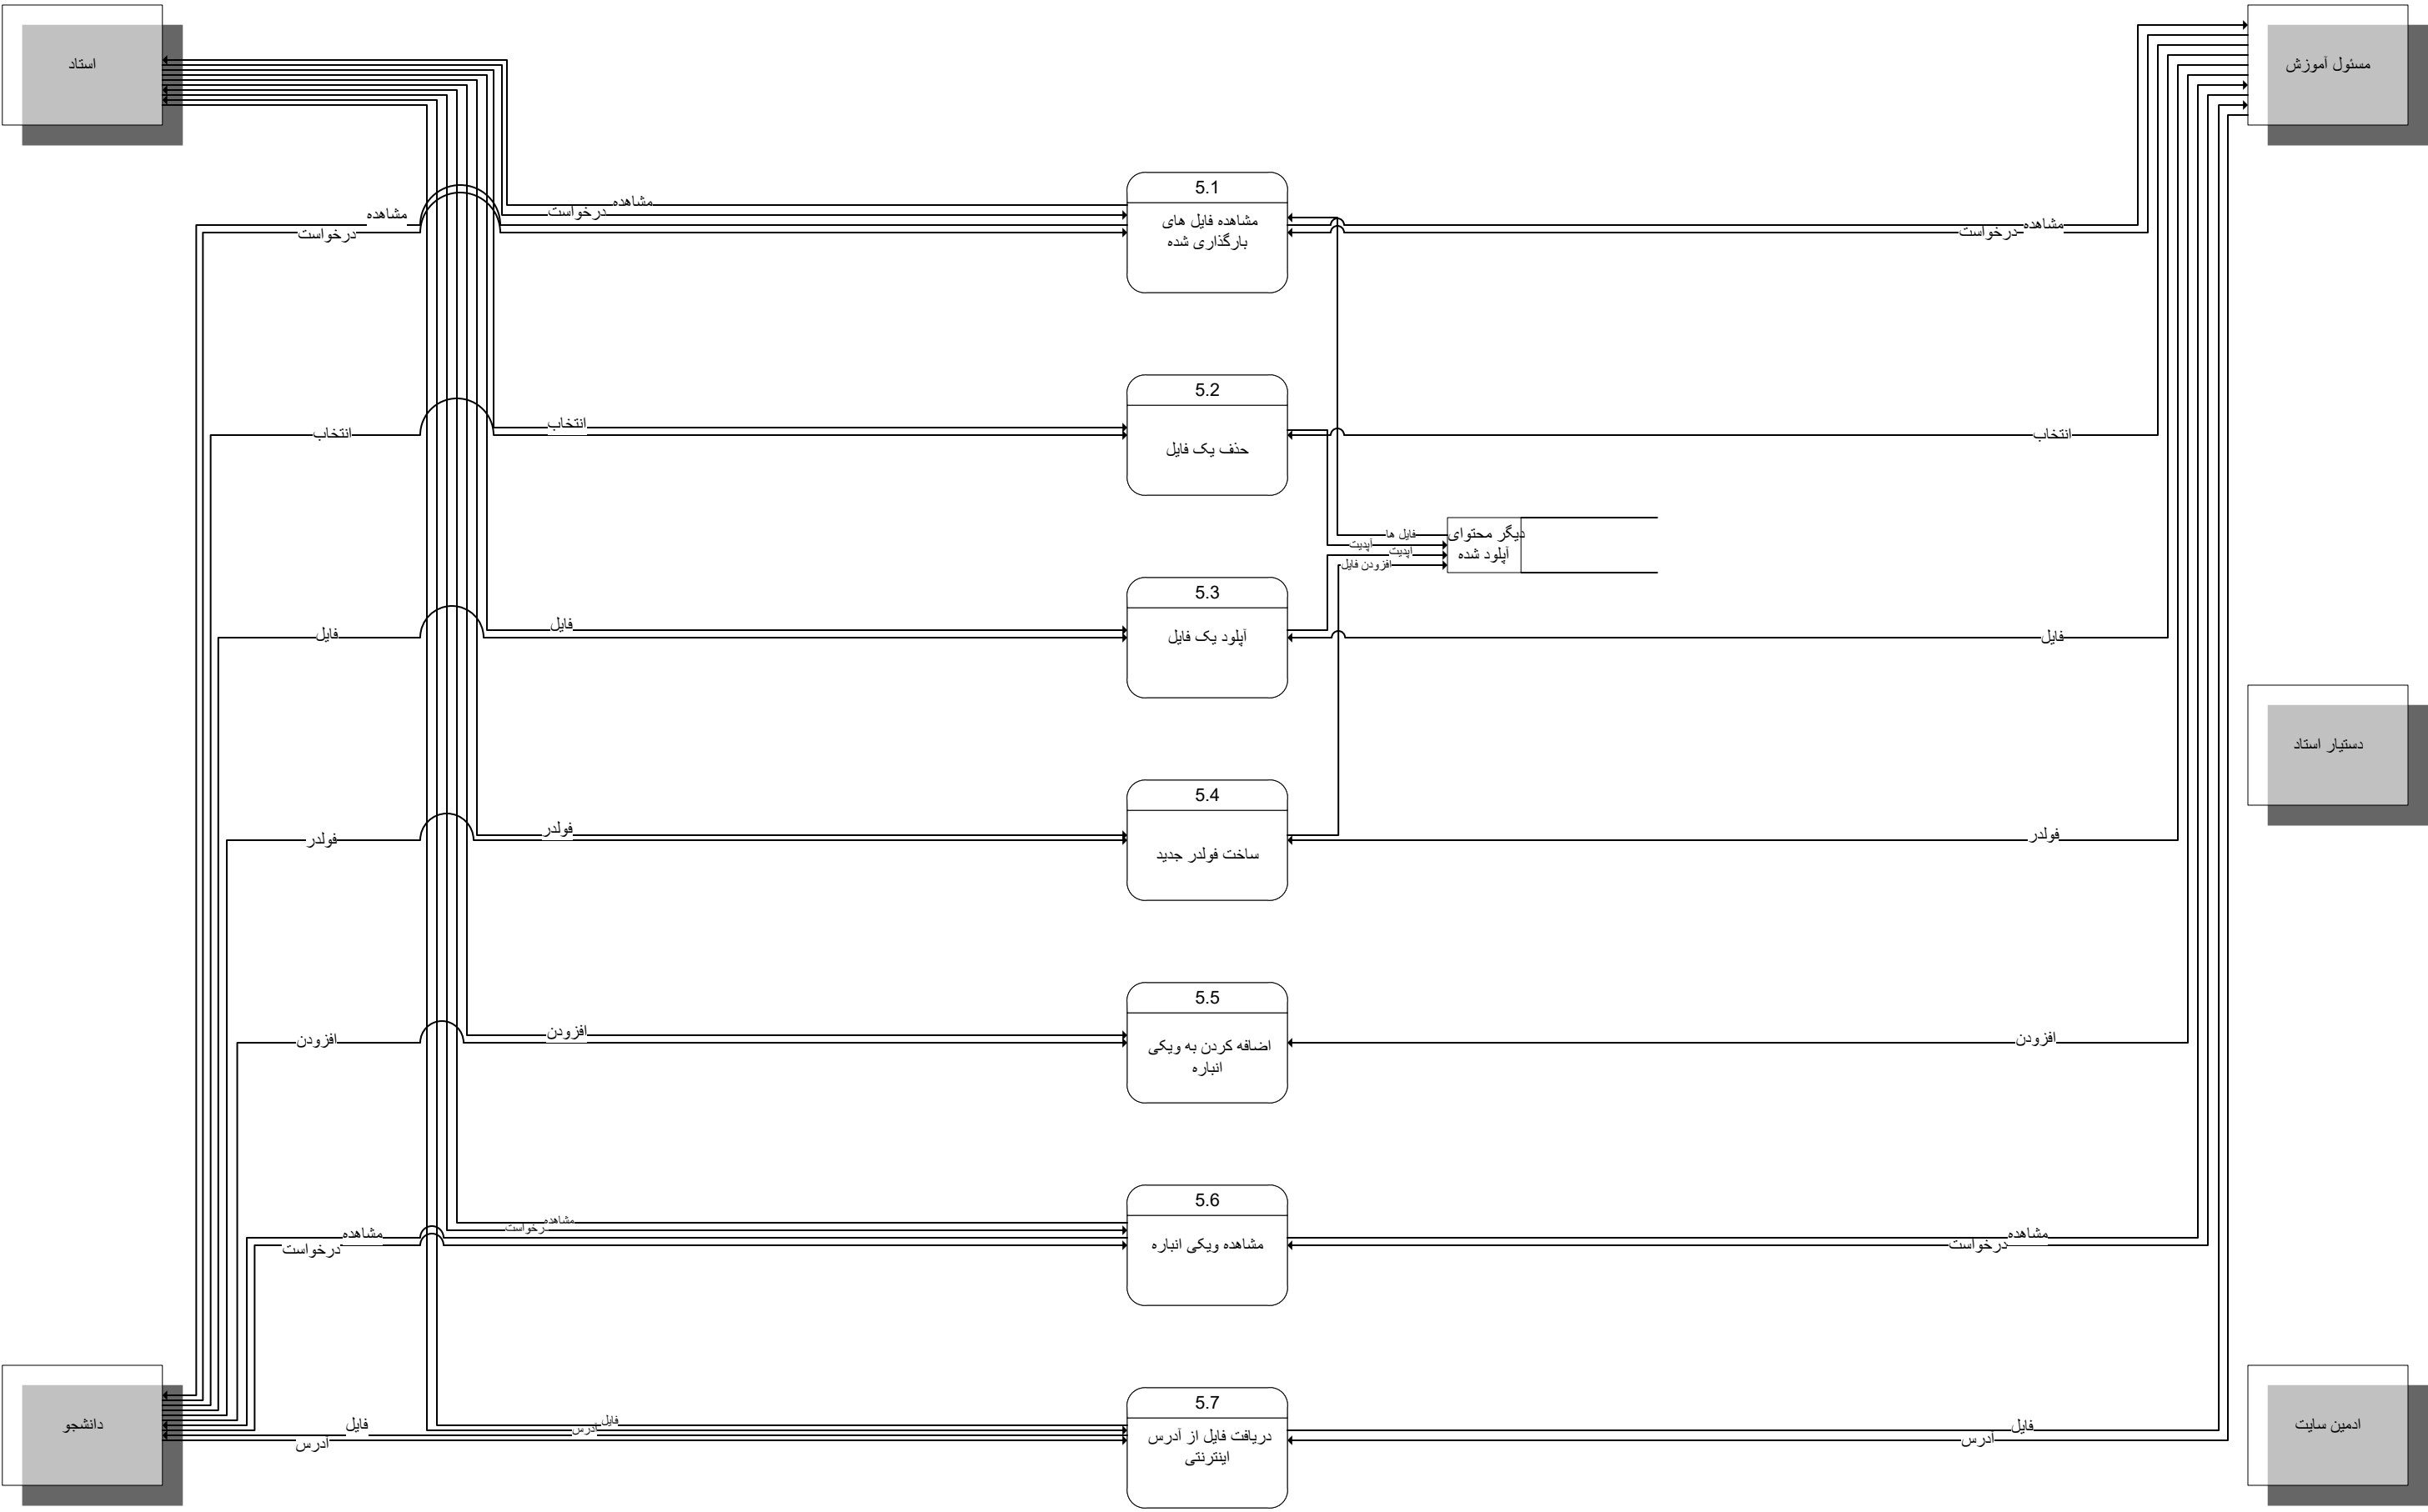 استاد
مسئول آموزش
5.1
مشاهده فایل های
بارگذاری شده
مشاهده
درخواست
مشاهده
درخواست
مشاهده
درخواست
5.2
حذف یک فایل
انتخاب
انتخاب
انتخاب
دیگر محتوای
آپلود شده
فایل ها
آپدیت
آپدیت
افزودن فایل
5.3
آپلود یک فایل
فایل
فایل
فایل
دستیار استاد
5.4
ساخت فولدر جدید
فولدر
فولدر
فولدر
5.5
اضافه کردن به ویکی
انباره
افزودن
افزودن
افزودن
5.6
مشاهده ویکی انباره
مشاهده
درخواست
مشاهده
درخواست
مشاهده
درخواست
دانشجو
ادمین سایت
5.7
دریافت فایل از آدرس
اینترنتی
فایل
آدرس
فایل
آدرس
فایل
آدرس